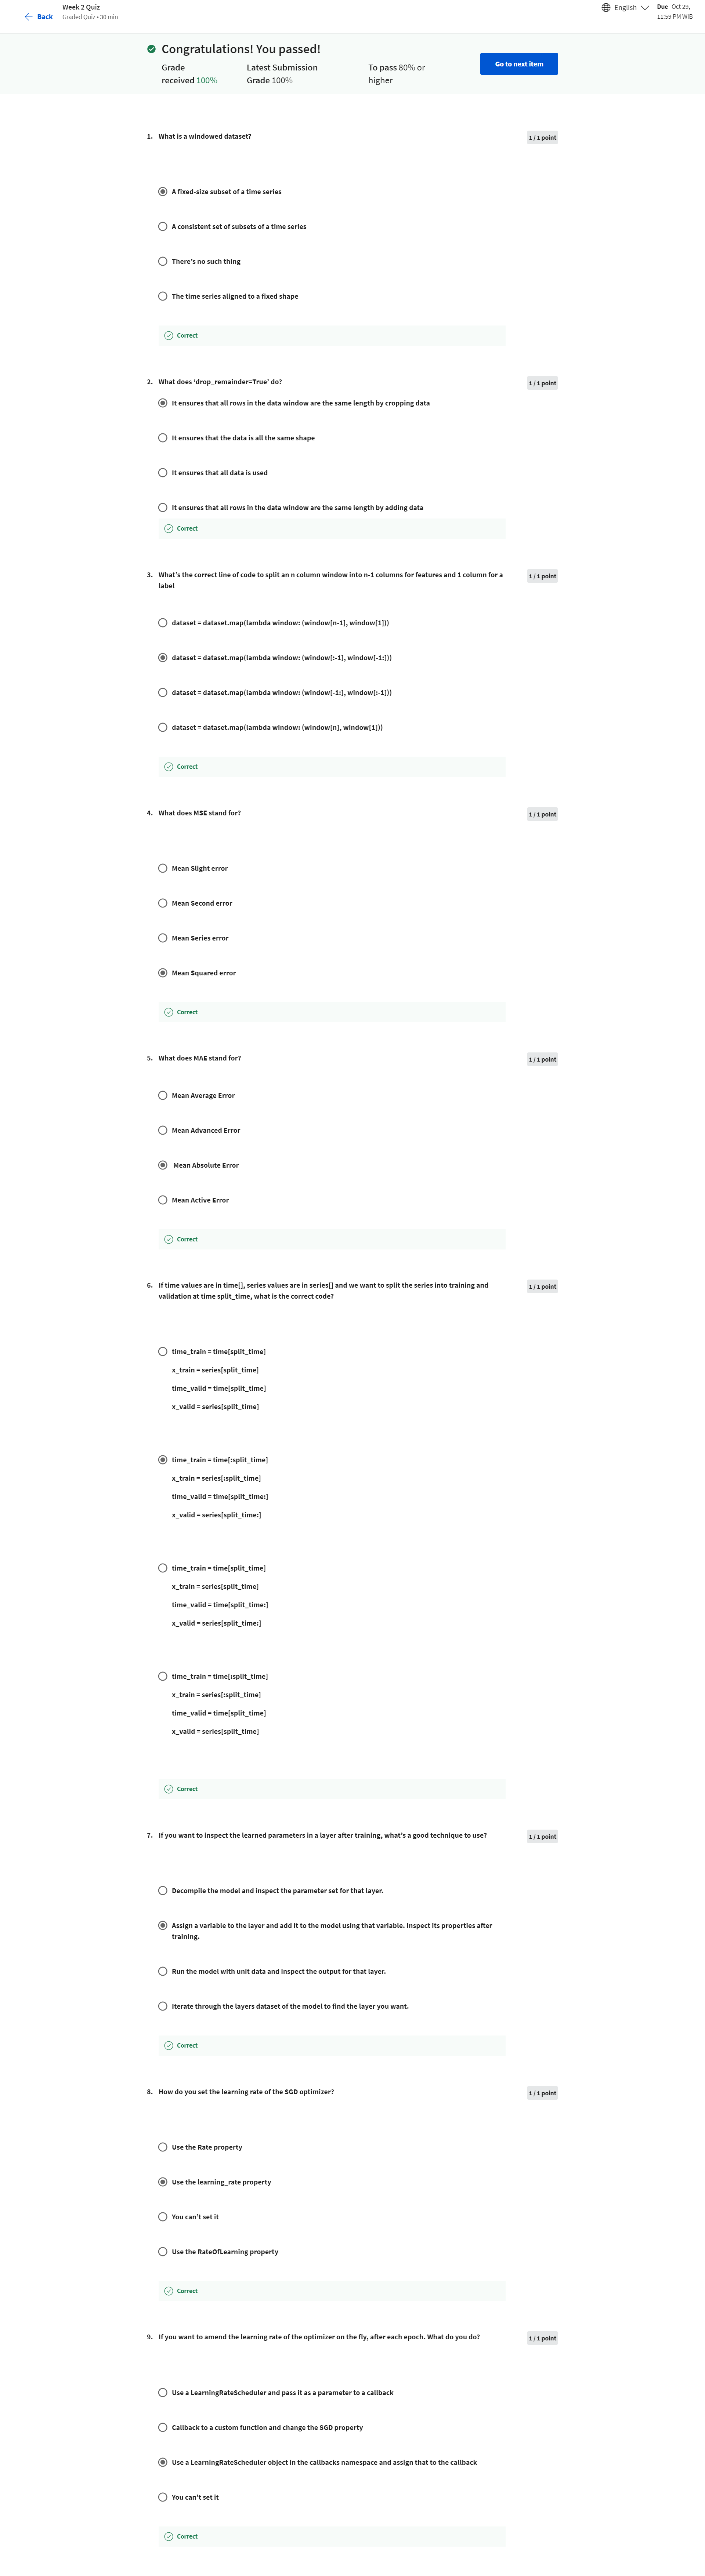 Back
Week 2 Quiz
Graded Quiz • 30 min
English
Due Oct 29,
11:59 PM WIB
Congratulations! You passed!
Grade
received 100%
Latest Submission
Grade 100%
To pass 80% or
higher
Go to next item
1. What is a windowed dataset?
1 / 1 point
A fixed-size subset of a time series
A consistent set of subsets of a time series
There's no such thing
The time series aligned to a fixed shape
Correct
2. What does 'drop_remainder=True' do?
1 / 1 point
It ensures that all rows in the data window are the same length by cropping data
It ensures that the data is all the same shape
It ensures that all data is used
It ensures that all rows in the data window are the same length by adding data
Correct
3. What's the correct line of code to split an n column window into n-1 columns for features and 1 column for a
label
1 / 1 point
dataset = dataset.map(lambda window: (window[n-1], window[1]))
dataset = dataset.map(lambda window: (window[:-1], window[-1:]))
dataset = dataset.map(lambda window: (window[-1:], window[:-1]))
dataset = dataset.map(lambda window: (window[n], window[1]))
Correct
4. What does MSE stand for?
1 / 1 point
Mean Slight error
Mean Second error
Mean Series error
Mean Squared error
Correct
5. What does MAE stand for?
1 / 1 point
Mean Average Error
Mean Advanced Error
Mean Absolute Error
Mean Active Error
Correct
6. If time values are in time[], series values are in series[] and we want to split the series into training and
validation at time split_time, what is the correct code?
1 / 1 point
time_train = time[split_time]
x_train = series[split_time]
time_valid = time[split_time]
x_valid = series[split_time]
time_train = time[:split_time]
x_train = series[:split_time]
time_valid = time[split_time:]
x_valid = series[split_time:]
time_train = time[split_time]
x_train = series[split_time]
time_valid = time[split_time:]
x_valid = series[split_time:]
time_train = time[:split_time]
x_train = series[:split_time]
time_valid = time[split_time]
x_valid = series[split_time]
Correct
7. If you want to inspect the learned parameters in a layer after training, what's a good technique to use?
1 / 1 point
Decompile the model and inspect the parameter set for that layer.
Assign a variable to the layer and add it to the model using that variable. Inspect its properties after
training.
Run the model with unit data and inspect the output for that layer.
Iterate through the layers dataset of the model to find the layer you want.
Correct
8. How do you set the learning rate of the SGD optimizer?
1 / 1 point
Use the Rate property
Use the learning_rate property
You can't set it
Use the RateOfLearning property
Correct
9. If you want to amend the learning rate of the optimizer on the fly, after each epoch. What do you do?
1 / 1 point
Use a LearningRateScheduler and pass it as a parameter to a callback
Callback to a custom function and change the SGD property
Use a LearningRateScheduler object in the callbacks namespace and assign that to the callback
You can't set it
Correct